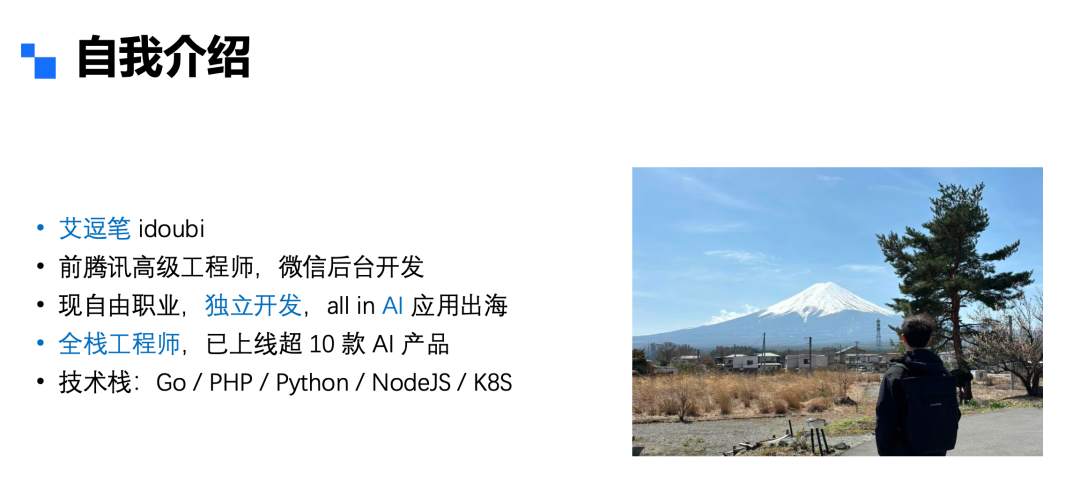 自我介绍
艾逗笔 idoubi
前腾讯高级工程师，微信后台开发
现自由职业，独立开发，all in AI 应用出海
全栈工程师，已上线超 10 款 AI 产品
技术栈：Go / PHP / Python / NodeJS / K8S